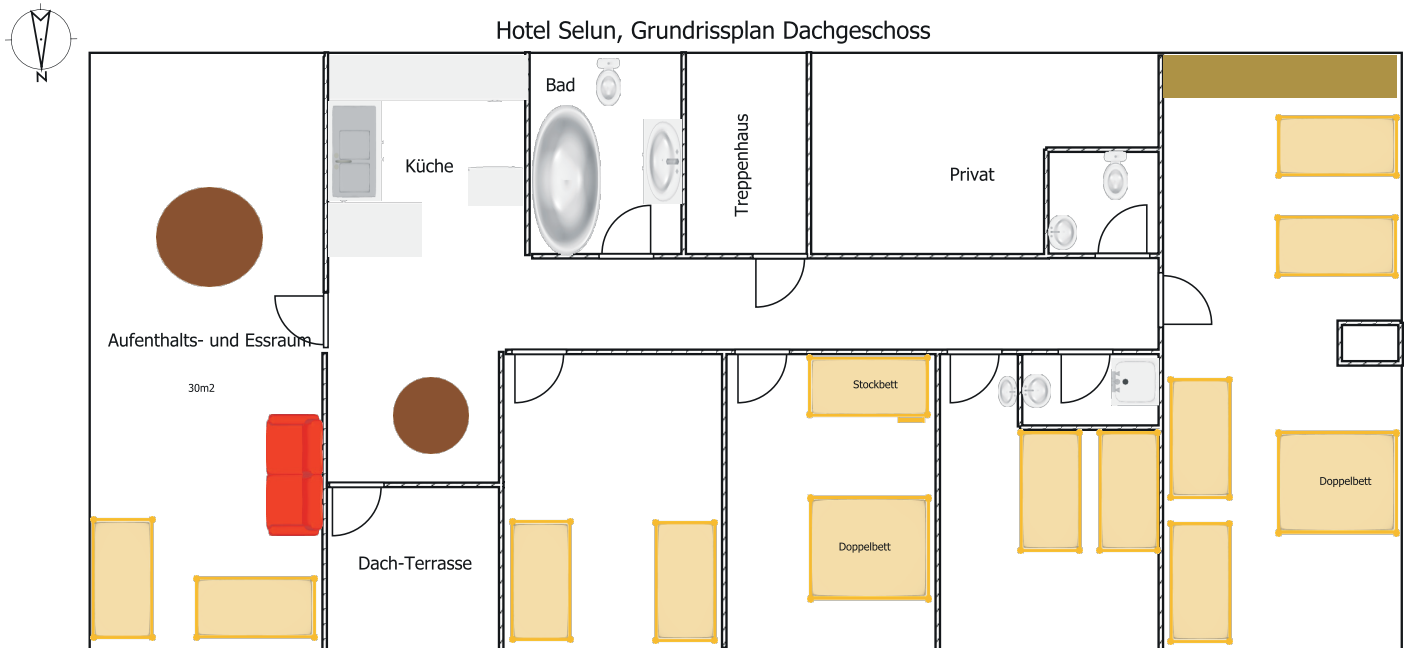 Hotel Selun, Grundrissplan Dachgeschoss
N
Bad
Küche
Treppenhaus
Privat
Aufenthalts- und Essraum
30m2
Stockbett
Doppelbett
Doppelbett
Dach-Terrasse